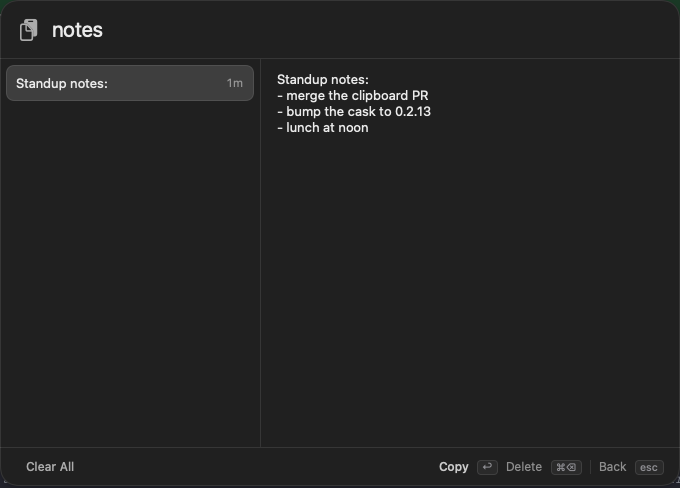 notes
Standup notes: 1m
Standup notes:
- merge the clipboard PR
- bump the cask to 0.2.13
- lunch at noon
Clear All Copy ↩ Delete ⌘⌫ Back esc